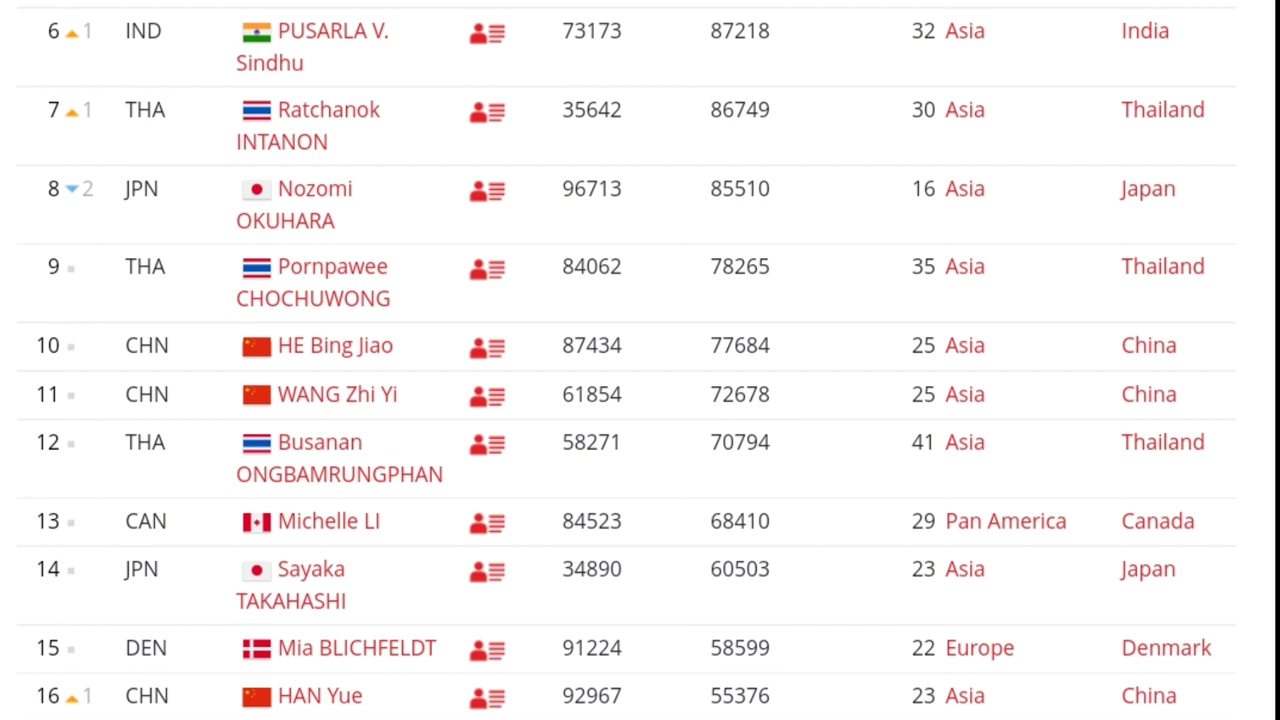 6 1 IND PUSARLA V. 73173 87218 32 Asia India
Sindhu
7 1 THA Ratchanok 35642 86749 30 Asia Thailand
INTANON
8 2 JPN Nozomi 96713 85510 16 Asia Japan
OKUHARA
9 THA Pornpawee 84062 78265 35 Asia Thailand
CHOCHUWONG
10 CHN HE Bing Jiao 87434 77684 25 Asia China
11 CHN WANG Zhi Yi 61854 72678 25 Asia China
12 THA Busanan 58271 70794 41 Asia Thailand
ONGBAMRUNGPHAN
13 CAN Michelle LI 84523 68410 29 Pan America Canada
14 JPN Sayaka 34890 60503 23 Asia Japan
TAKAHASHI
15 DEN Mia BLICHFELDT 91224 58599 22 Europe Denmark
16 1 CHN HAN Yue 92967 55376 23 Asia China